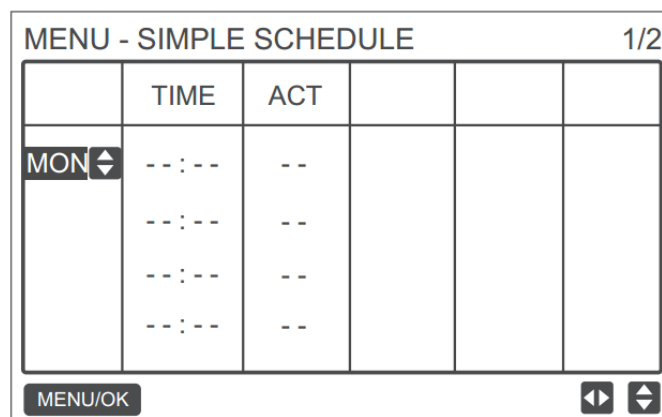 MENU - SIMPLE SCHEDULE 1/2
TIME ACT
MON --:-- --
--:-- --
--:-- --
--:-- --
MENU/OK